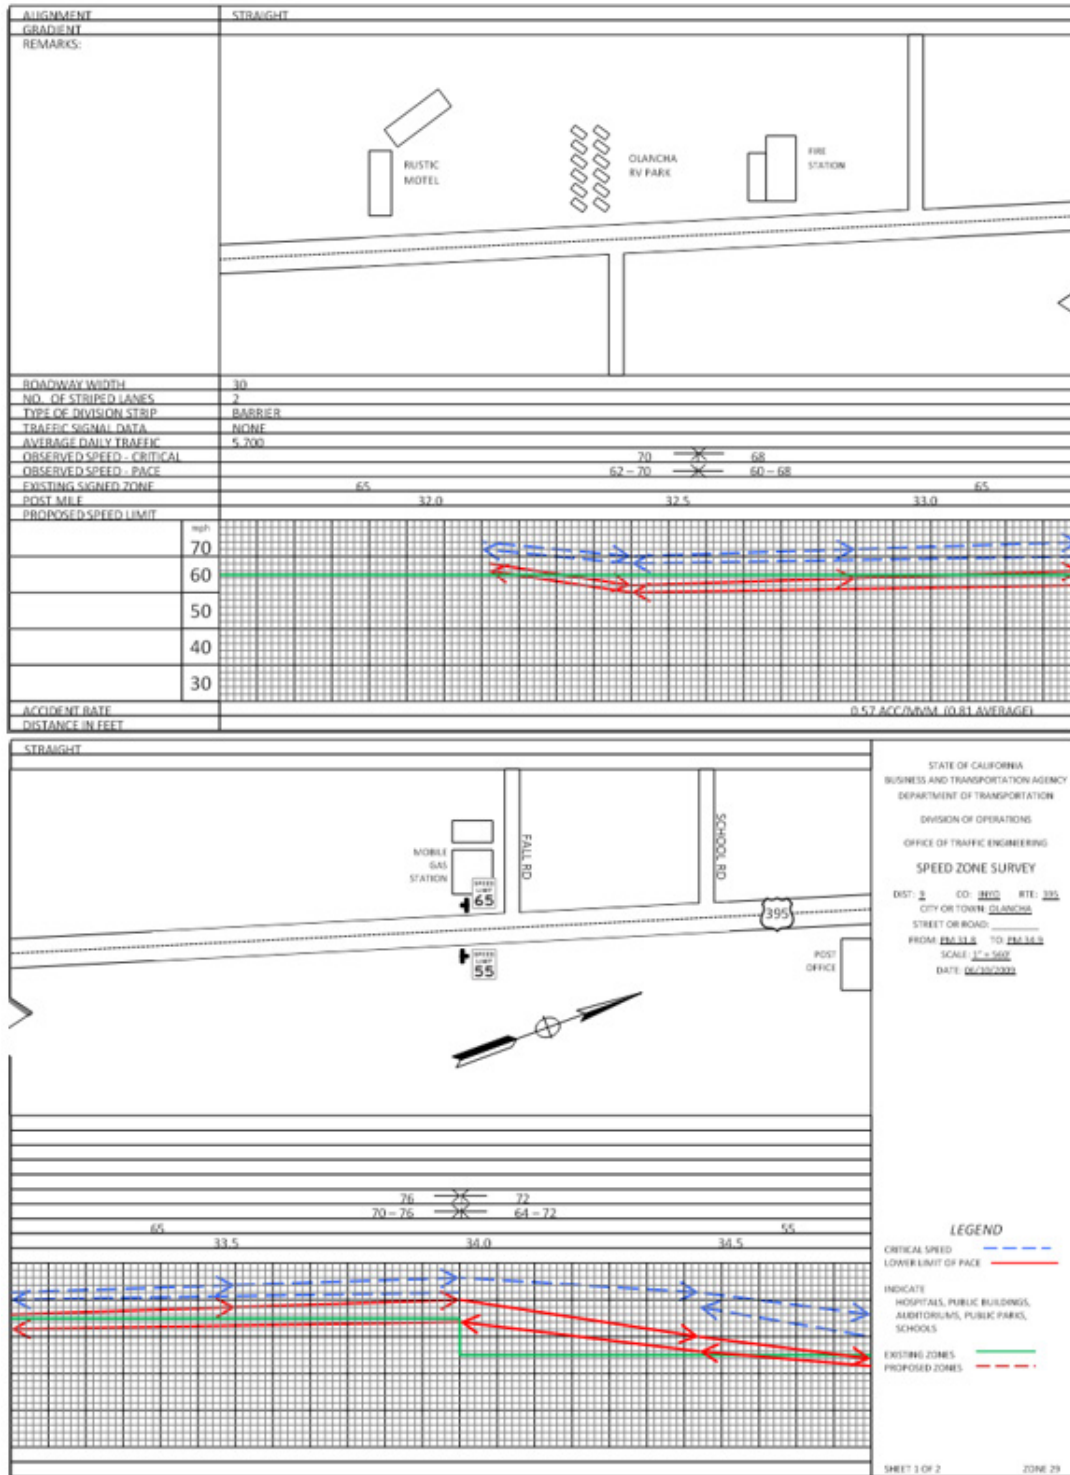 ALIGNMENT STRAIGHT
GRADIENT
REMARKS:
RUSTIC
MOTEL
OLANCHA
RV PARK
FIRE
STATION
ROADWAY WIDTH 30
NO. OF STRIPED LANES 2
TYPE OF DIVISION STRIP BARRIER
TRAFFIC SIGNAL DATA NONE
AVERAGE DAILY TRAFFIC 5,700
OBSERVED SPEED - CRITICAL 70 68
OBSERVED SPEED - PACE 62 – 70 60 – 68
EXISTING SIGNED ZONE 65 65
POST MILE 32.0 32.5 33.0
PROPOSED SPEED LIMIT
mph
70
60
50
40
30
ACCIDENT RATE 0.57 ACC/MVM (0.81 AVERAGE)
DISTANCE IN FEET
STRAIGHT
MOBILE
GAS
STATION
SPEED
LIMIT
65
FALL RD
SCHOOL RD
395
SPEED
LIMIT
55
POST
OFFICE
76 72
70 – 76 64 – 72
65 55
33.5 34.0 34.5
STATE OF CALIFORNIA
BUSINESS AND TRANSPORTATION AGENCY
DEPARTMENT OF TRANSPORTATION
DIVISION OF OPERATIONS
OFFICE OF TRAFFIC ENGINEERING
SPEED ZONE SURVEY
DIST: 9 CO: INYO RTE: 395
CITY OR TOWN: OLANCHA
STREET OR ROAD:
FROM: PM 31.8 TO: PM 34.9
SCALE: 1" = 560'
DATE: 06/10/2009
LEGEND
CRITICAL SPEED
LOWER LIMIT OF PACE
INDICATE
HOSPITALS, PUBLIC BUILDINGS,
AUDITORIUMS, PUBLIC PARKS,
SCHOOLS
EXISTING ZONES
PROPOSED ZONES
SHEET 1 OF 2 ZONE 29